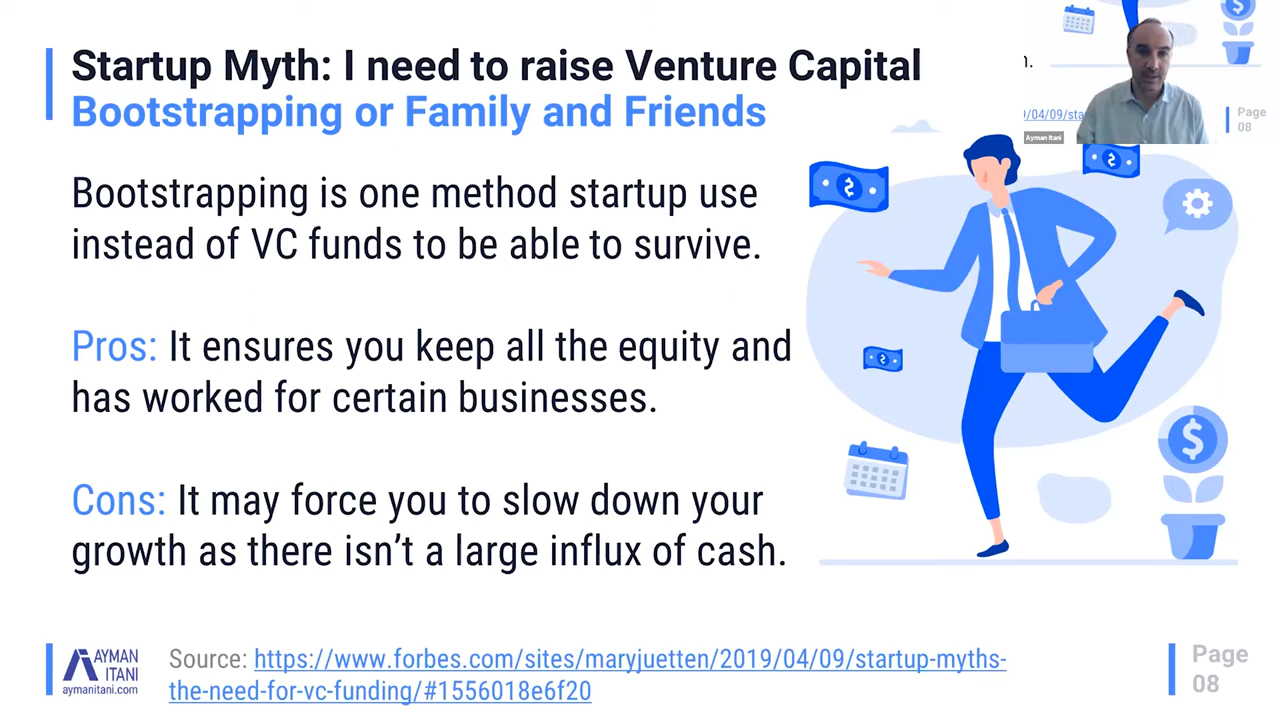 Startup Myth: I need to raise Venture Capital
Bootstrapping or Family and Friends
Bootstrapping is one method startup use
instead of VC funds to be able to survive.
Pros: It ensures you keep all the equity and
has worked for certain businesses.
Cons: It may force you to slow down your
growth as there isn't a large influx of cash.
AYMAN
ITANI
aymanitani.com
Source: https://www.forbes.com/sites/maryjuetten/2019/04/09/startup-myths-
the-need-for-vc-funding/#1556018e6f20
Page
08
Page
08
Ayman Itani